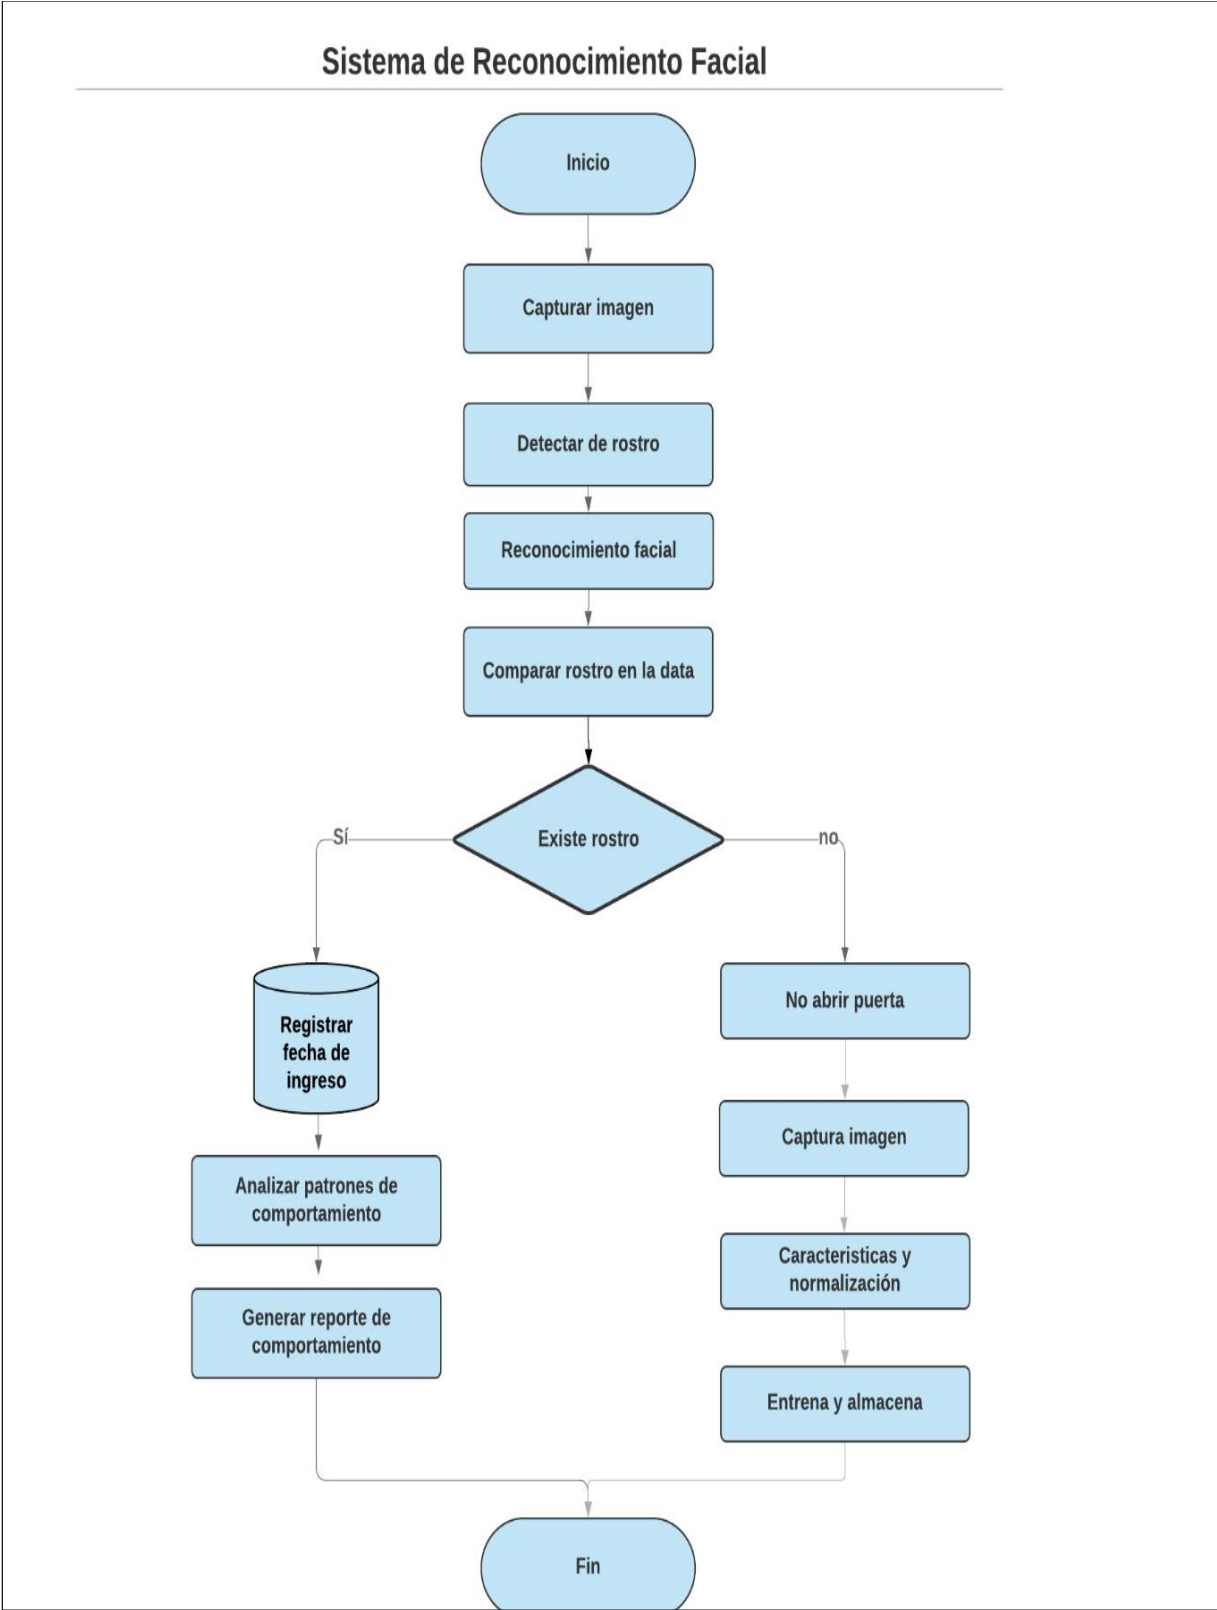 Sistema de Reconocimiento Facial
Inicio
Capturar imagen
Detectar de rostro
Reconocimiento facial
Comparar rostro en la data
Existe rostro
Sí
no
Registrar
fecha de
ingreso
Analizar patrones de
comportamiento
Generar reporte de
comportamiento
No abrir puerta
Captura imagen
Caracteristicas y
normalización
Entrena y almacena
Fin